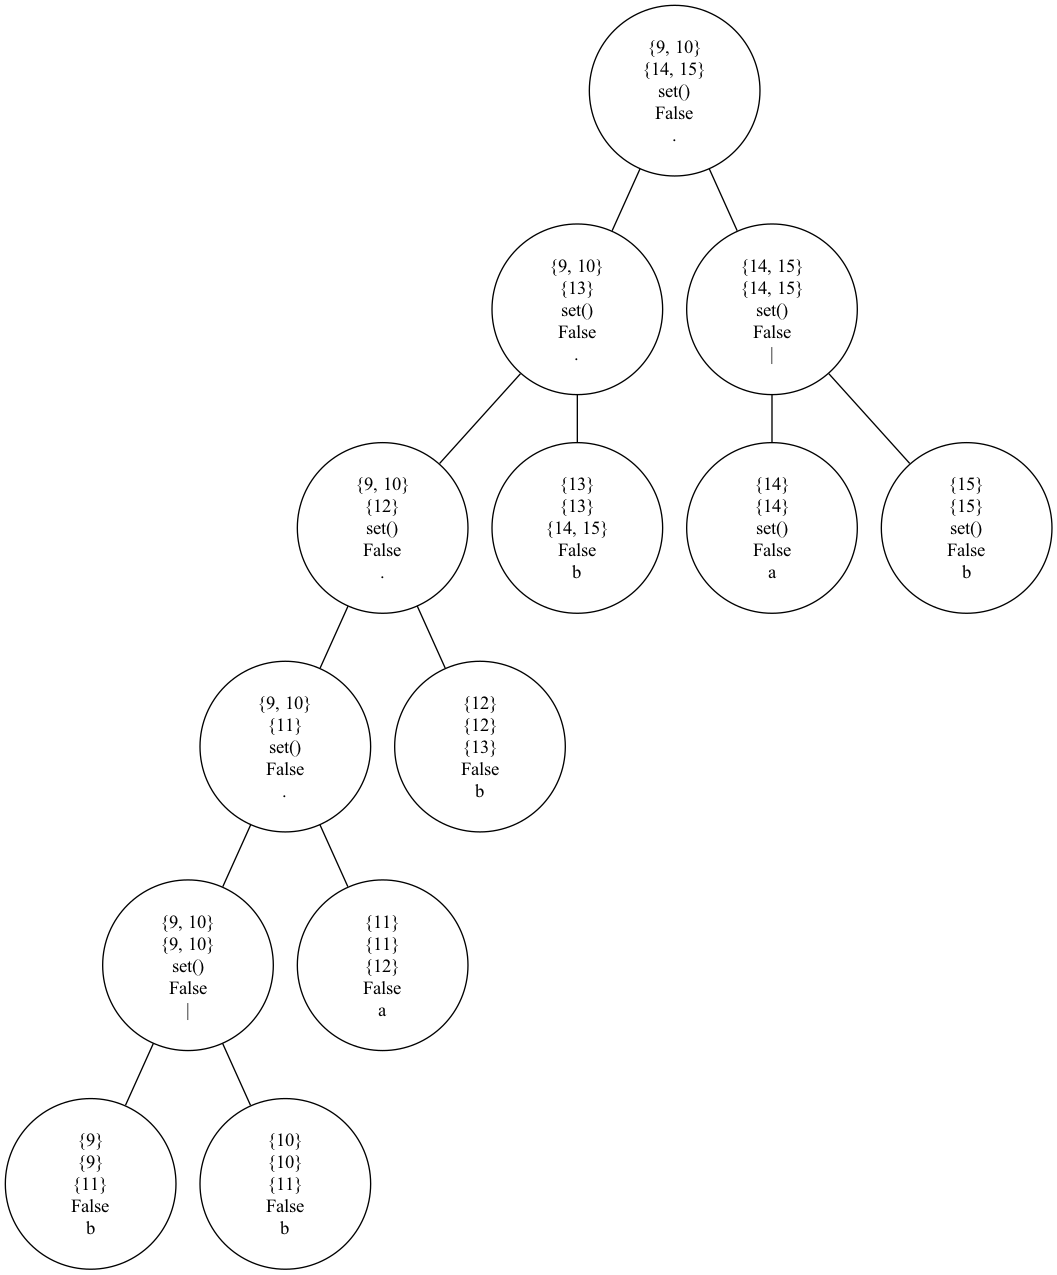 {9, 10}
{14, 15}
set()
False
.
{9, 10}
{13}
set()
False
.
{14, 15}
{14, 15}
set()
False
|
{9, 10}
{12}
set()
False
.
{13}
{13}
{14, 15}
False
b
{14}
{14}
set()
False
a
{15}
{15}
set()
False
b
{9, 10}
{11}
set()
False
.
{12}
{12}
{13}
False
b
{9, 10}
{9, 10}
set()
False
|
{11}
{11}
{12}
False
a
{9}
{9}
{11}
False
b
{10}
{10}
{11}
False
b